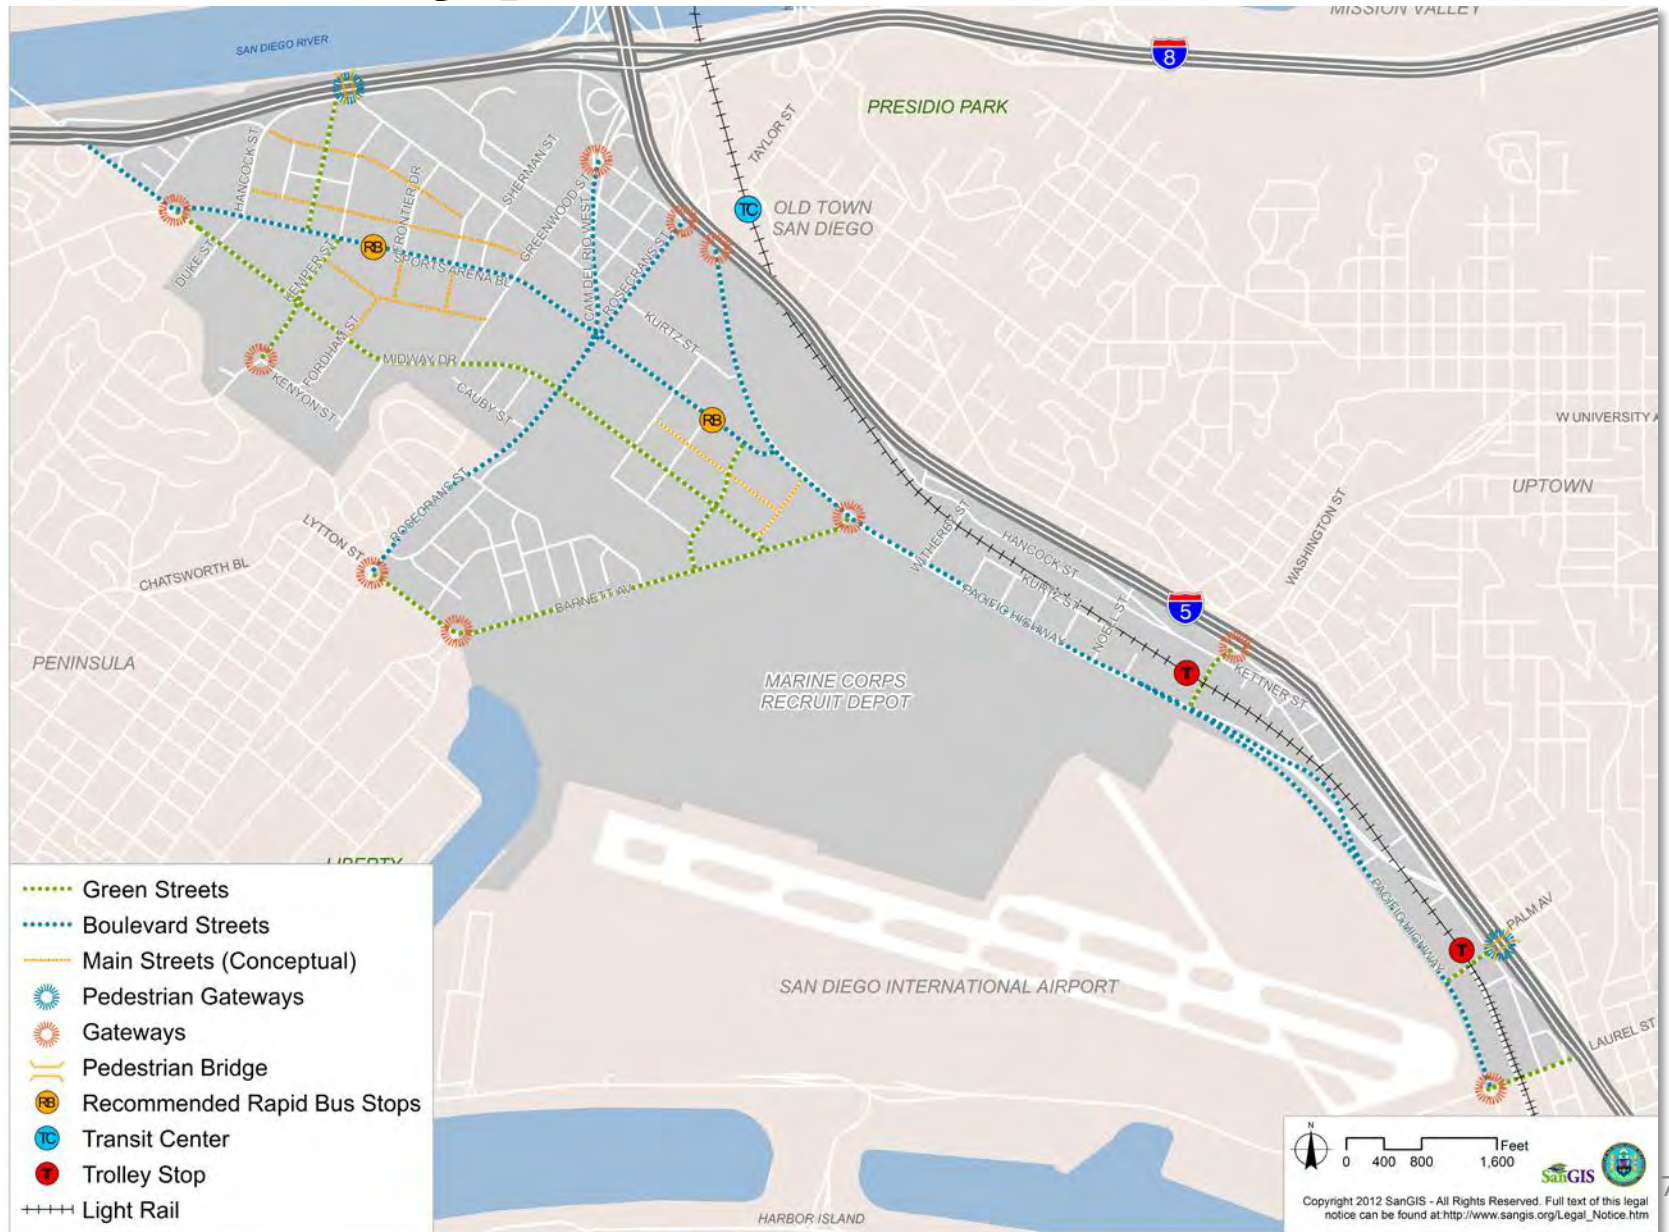 MISSION VALLEY
SAN DIEGO RIVER
8
PRESIDIO PARK
TAYLOR ST
HANCOCK ST
FRONTIER DR
SHERMAN ST
GREENWOOD ST
TC
OLD TOWN
SAN DIEGO
DUKE ST
KEMPER ST
RB
SPORTS ARENA BL
CAM DEL RIO WEST
ROSECRANS ST
KURTZ ST
FORDHAM ST
MIDWAY DR
KENYON ST
CAUBY ST
RB
W UNIVERSITY A
UPTOWN
ROSECRANS ST
LYTTON ST
CHATSWORTH BL
BARNETT AV
WITHERBY ST
HANCOCK ST
KURTZ ST
WASHINGTON ST
PACIFIC HIGHWAY
NOELL ST
5
PENINSULA
MARINE CORPS
RECRUIT DEPOT
T
KETTNER ST
LIBERTY
PACIFIC HIGHWAY
PALM AV
T
SAN DIEGO INTERNATIONAL AIRPORT
LAUREL ST
HARBOR ISLAND
Green Streets
Boulevard Streets
Main Streets (Conceptual)
Pedestrian Gateways
Gateways
Pedestrian Bridge
RB Recommended Rapid Bus Stops
TC Transit Center
T Trolley Stop
Light Rail
N
Feet
0 400 800 1,600
SanGIS
Copyright 2012 SanGIS - All Rights Reserved. Full text of this legal
notice can be found at:http://www.sangis.org/Legal_Notice.htm